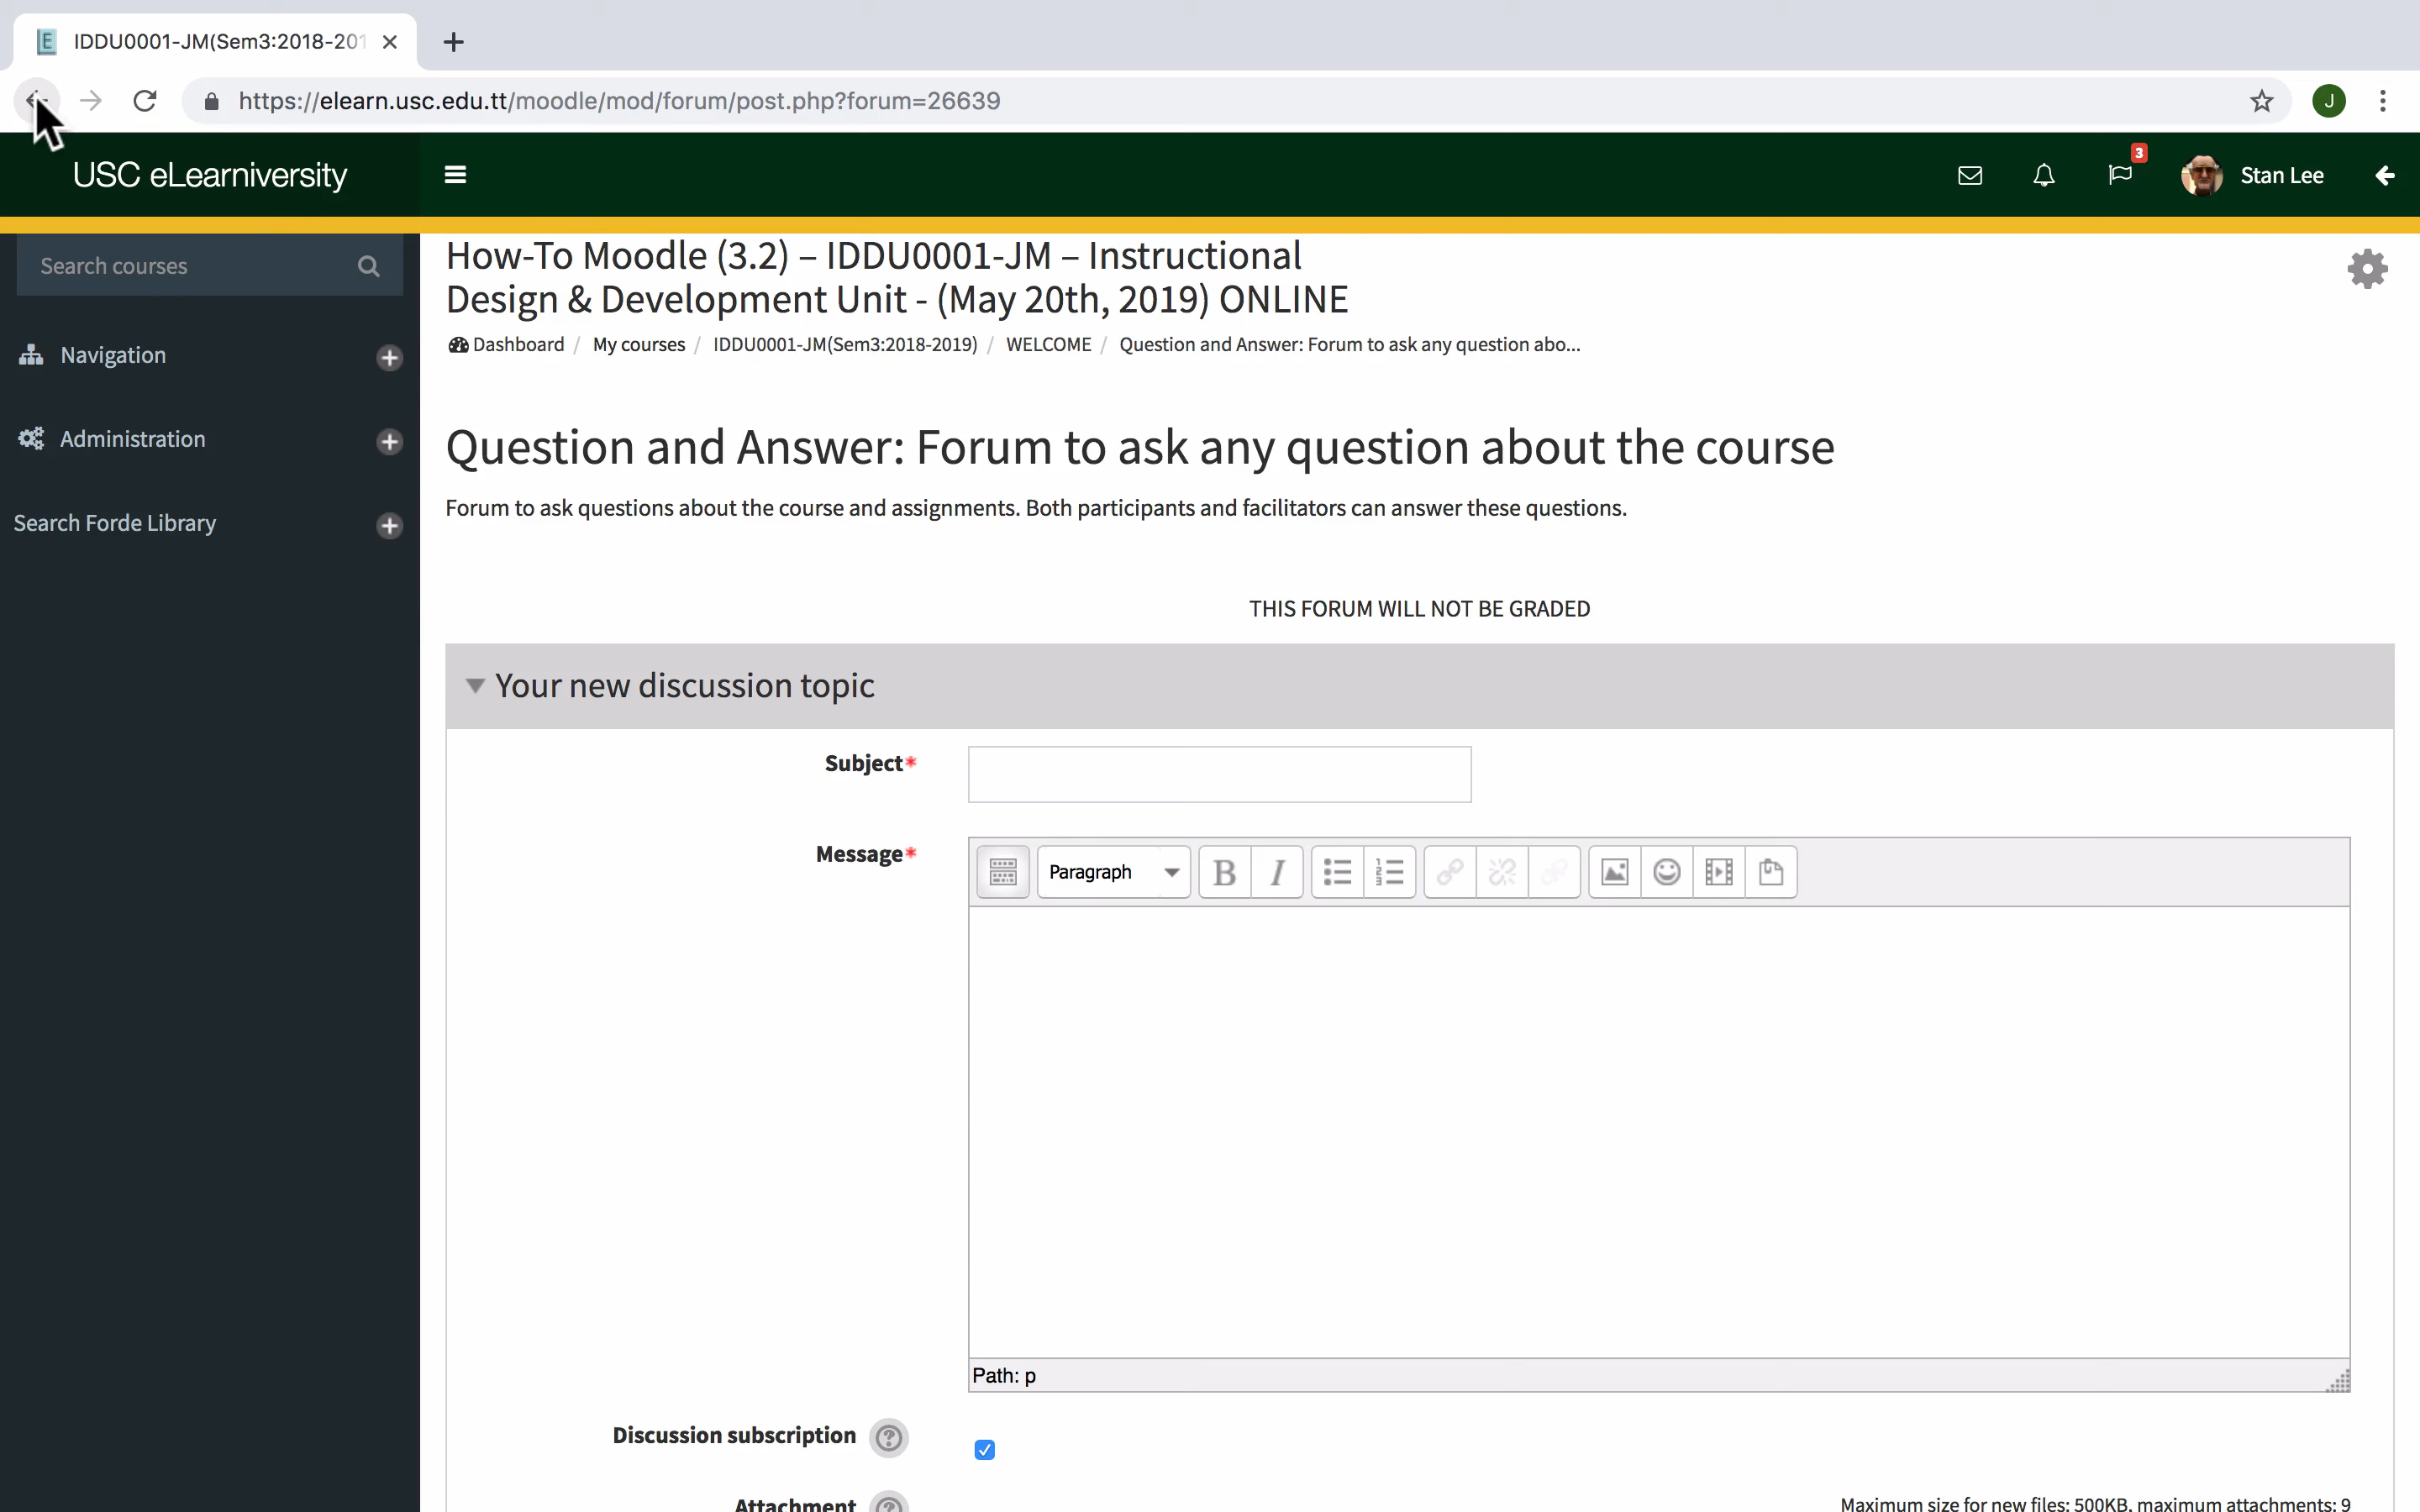 IDDU0001-JM(Sem3:2018-201
https://elearn.usc.edu.tt/moodle/mod/forum/post.php?forum=26639
J
USC eLearniversity
3
Stan Lee
Search courses
Navigation
Administration
Search Forde Library
How-To Moodle (3.2) – IDDU0001-JM – Instructional
Design & Development Unit - (May 20th, 2019) ONLINE
Dashboard / My courses / IDDU0001-JM(Sem3:2018-2019) / WELCOME / Question and Answer: Forum to ask any question abo...
Question and Answer: Forum to ask any question about the course
Forum to ask questions about the course and assignments. Both participants and facilitators can answer these questions.
THIS FORUM WILL NOT BE GRADED
Your new discussion topic
Subject*
Message*
Paragraph
B I
Path: p
Discussion subscription ?
Attachment ?
Maximum size for new files: 500KB, maximum attachments: 9